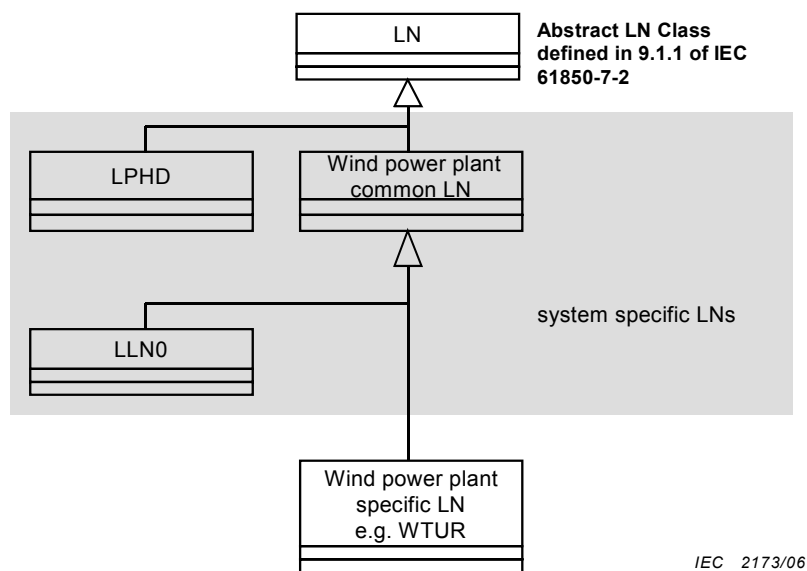 LN
Abstract LN Class
defined in 9.1.1 of IEC
61850-7-2
LPHD
Wind power plant
common LN
system specific LNs
LLN0
Wind power plant
specific LN
e.g. WTUR
IEC 2173/06